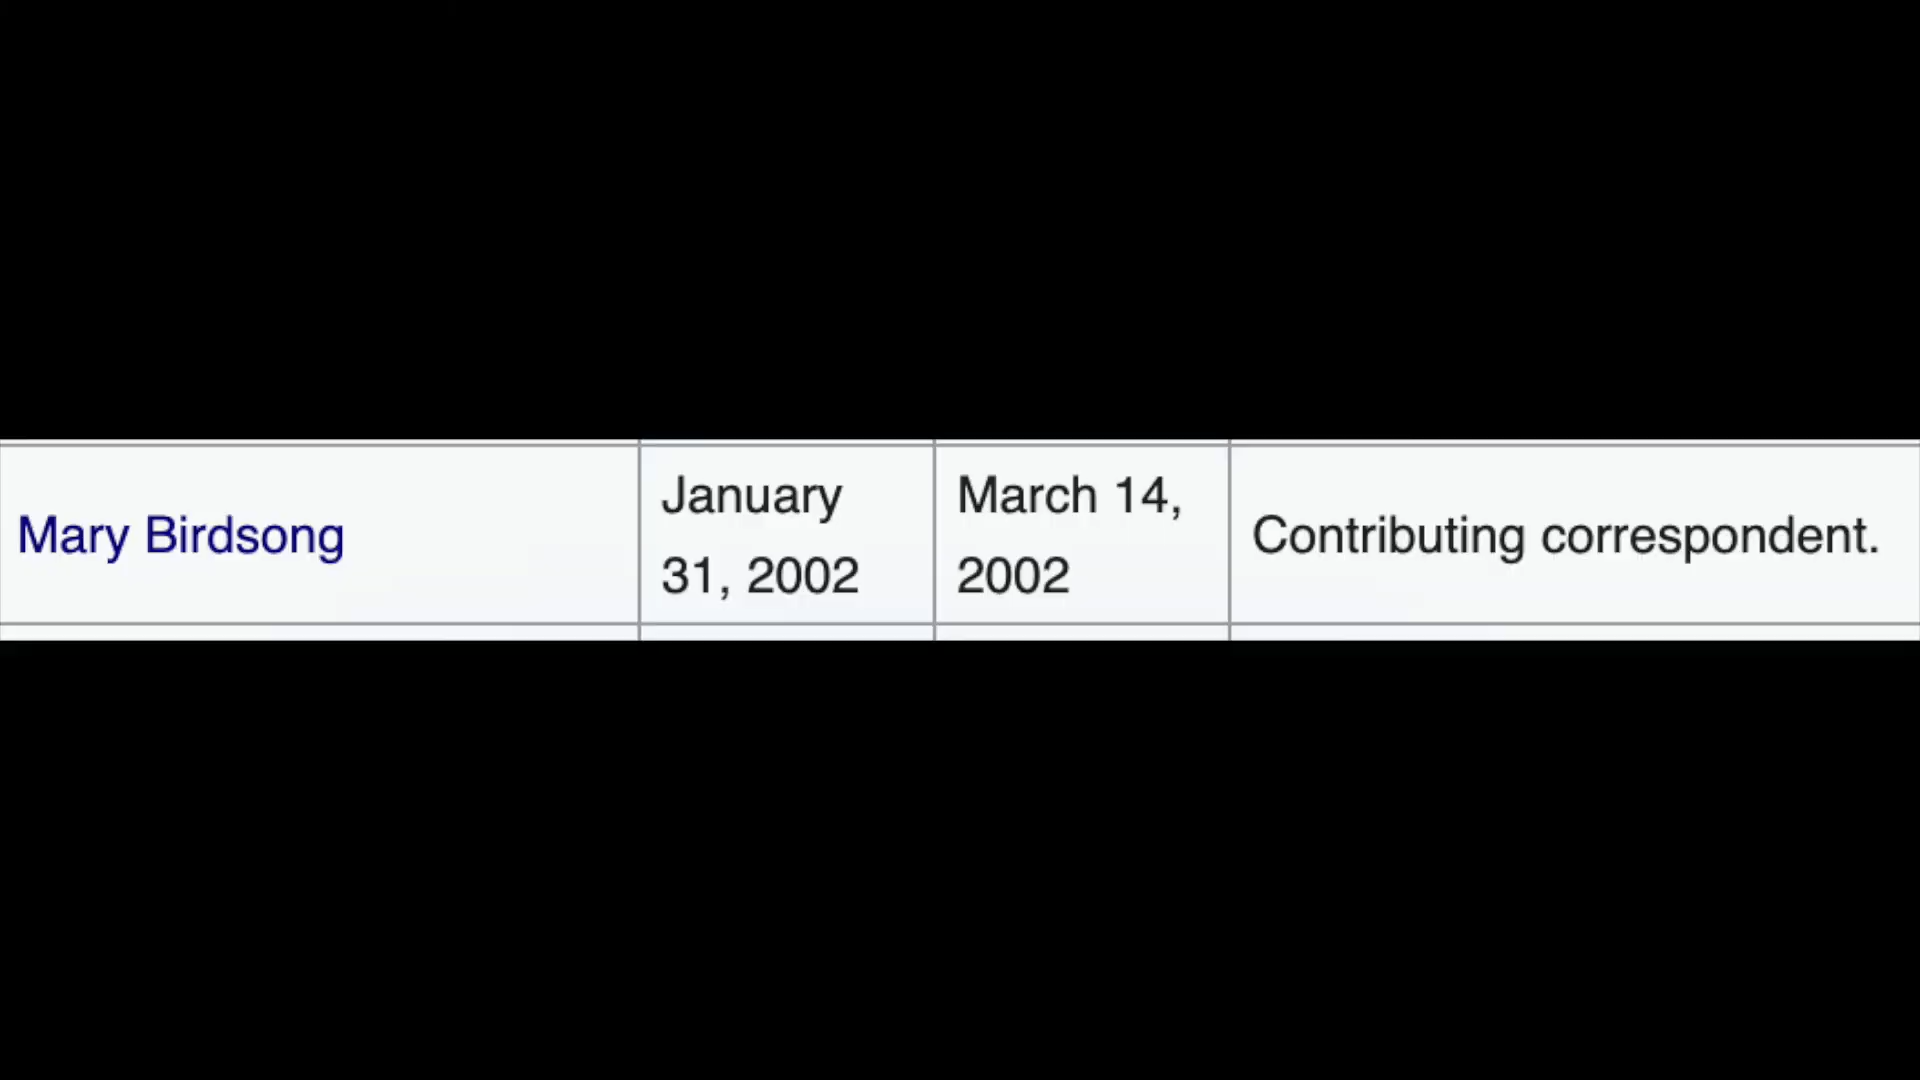 Mary Birdsong
January
31, 2002
March 14,
2002
Contributing correspondent.